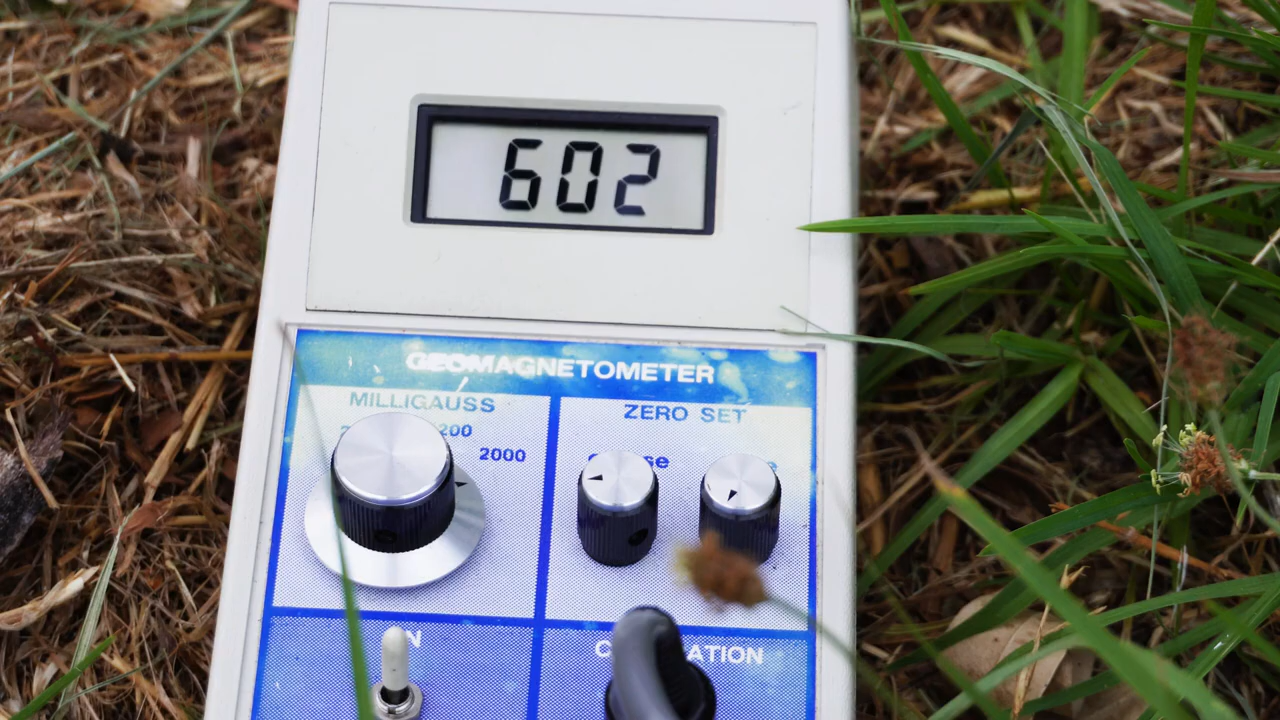 602
GEOMAGNETOMETER
MILLIGAUSS
ZERO SET
200
2000